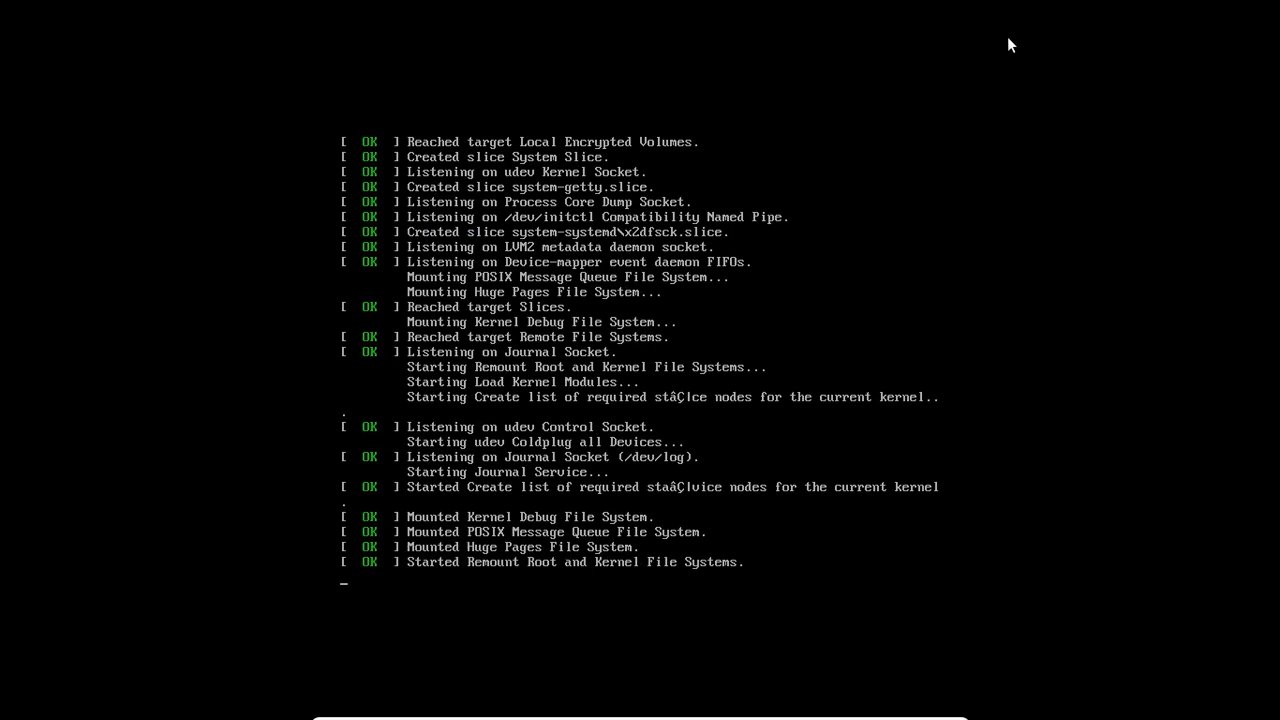 [  OK  ] Reached target Local Encrypted Volumes.
[  OK  ] Created slice System Slice.
[  OK  ] Listening on udev Kernel Socket.
[  OK  ] Created slice system-getty.slice.
[  OK  ] Listening on Process Core Dump Socket.
[  OK  ] Listening on /dev/initctl Compatibility Named Pipe.
[  OK  ] Created slice system-systemd\x2dfsck.slice.
[  OK  ] Listening on LVM2 metadata daemon socket.
[  OK  ] Listening on Device-mapper event daemon FIFOs.
Mounting POSIX Message Queue File System...
Mounting Huge Pages File System...
[  OK  ] Reached target Slices.
Mounting Kernel Debug File System...
[  OK  ] Reached target Remote File Systems.
[  OK  ] Listening on Journal Socket.
Starting Remount Root and Kernel File Systems...
Starting Load Kernel Modules...
Starting Create list of required stâÇ|ce nodes for the current kernel..
.
[  OK  ] Listening on udev Control Socket.
Starting udev Coldplug all Devices...
[  OK  ] Listening on Journal Socket (/dev/log).
Starting Journal Service...
[  OK  ] Started Create list of required staâÇ|vice nodes for the current kernel
.
[  OK  ] Mounted Kernel Debug File System.
[  OK  ] Mounted POSIX Message Queue File System.
[  OK  ] Mounted Huge Pages File System.
[  OK  ] Started Remount Root and Kernel File Systems.
_